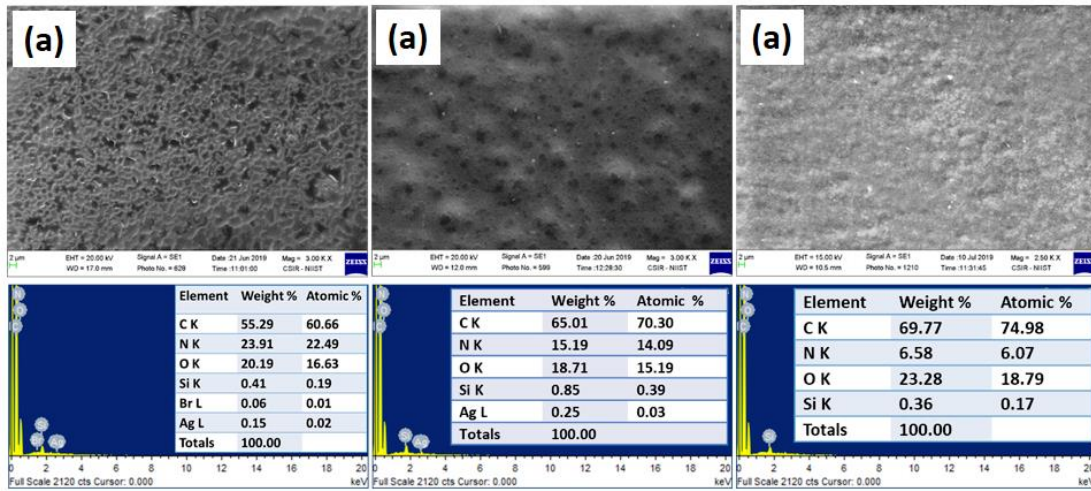 (a)
2 µm
EHT = 20.00 kV Signal A = SE1 Date :21 Jun 2019 Mag = 3.00 K X
WD = 17.0 mm Photo No. = 628 Time :11:01:00 CSIR - NIIST
ZEISS
(a)
2 µm
EHT = 20.00 kV Signal A = SE1 Date :20 Jun 2019 Mag = 3.00 K X
WD = 12.0 mm Photo No. = 599 Time :12:28:30 CSIR - NIIST
ZEISS
(a)
2 µm
EHT = 15.00 kV Signal A = SE1 Date :10 Jul 2019 Mag = 2.50 K X
WD = 10.5 mm Photo No. = 1210 Time :11:31:45 CSIR - NIIST
ZEISS
Element Weight % Atomic %
C K 55.29 60.66
N K 23.91 22.49
O K 20.19 16.63
Si K 0.41 0.19
Br L 0.06 0.01
Ag L 0.15 0.02
Totals 100.00
0 2 4 6 8 10 12 14 16 18 20
Full Scale 2120 cts Cursor: 0.000 keV
Element Weight % Atomic %
C K 65.01 70.30
N K 15.19 14.09
O K 18.71 15.19
Si K 0.85 0.39
Ag L 0.25 0.03
Totals 100.00
0 2 4 6 8 10 12 14 16 18 20
Full Scale 2120 cts Cursor: 0.000 keV
Element Weight % Atomic %
C K 69.77 74.98
N K 6.58 6.07
O K 23.28 18.79
Si K 0.36 0.17
Totals 100.00
0 2 4 6 8 10 12 14 16 18 20
Full Scale 2120 cts Cursor: 0.000 keV